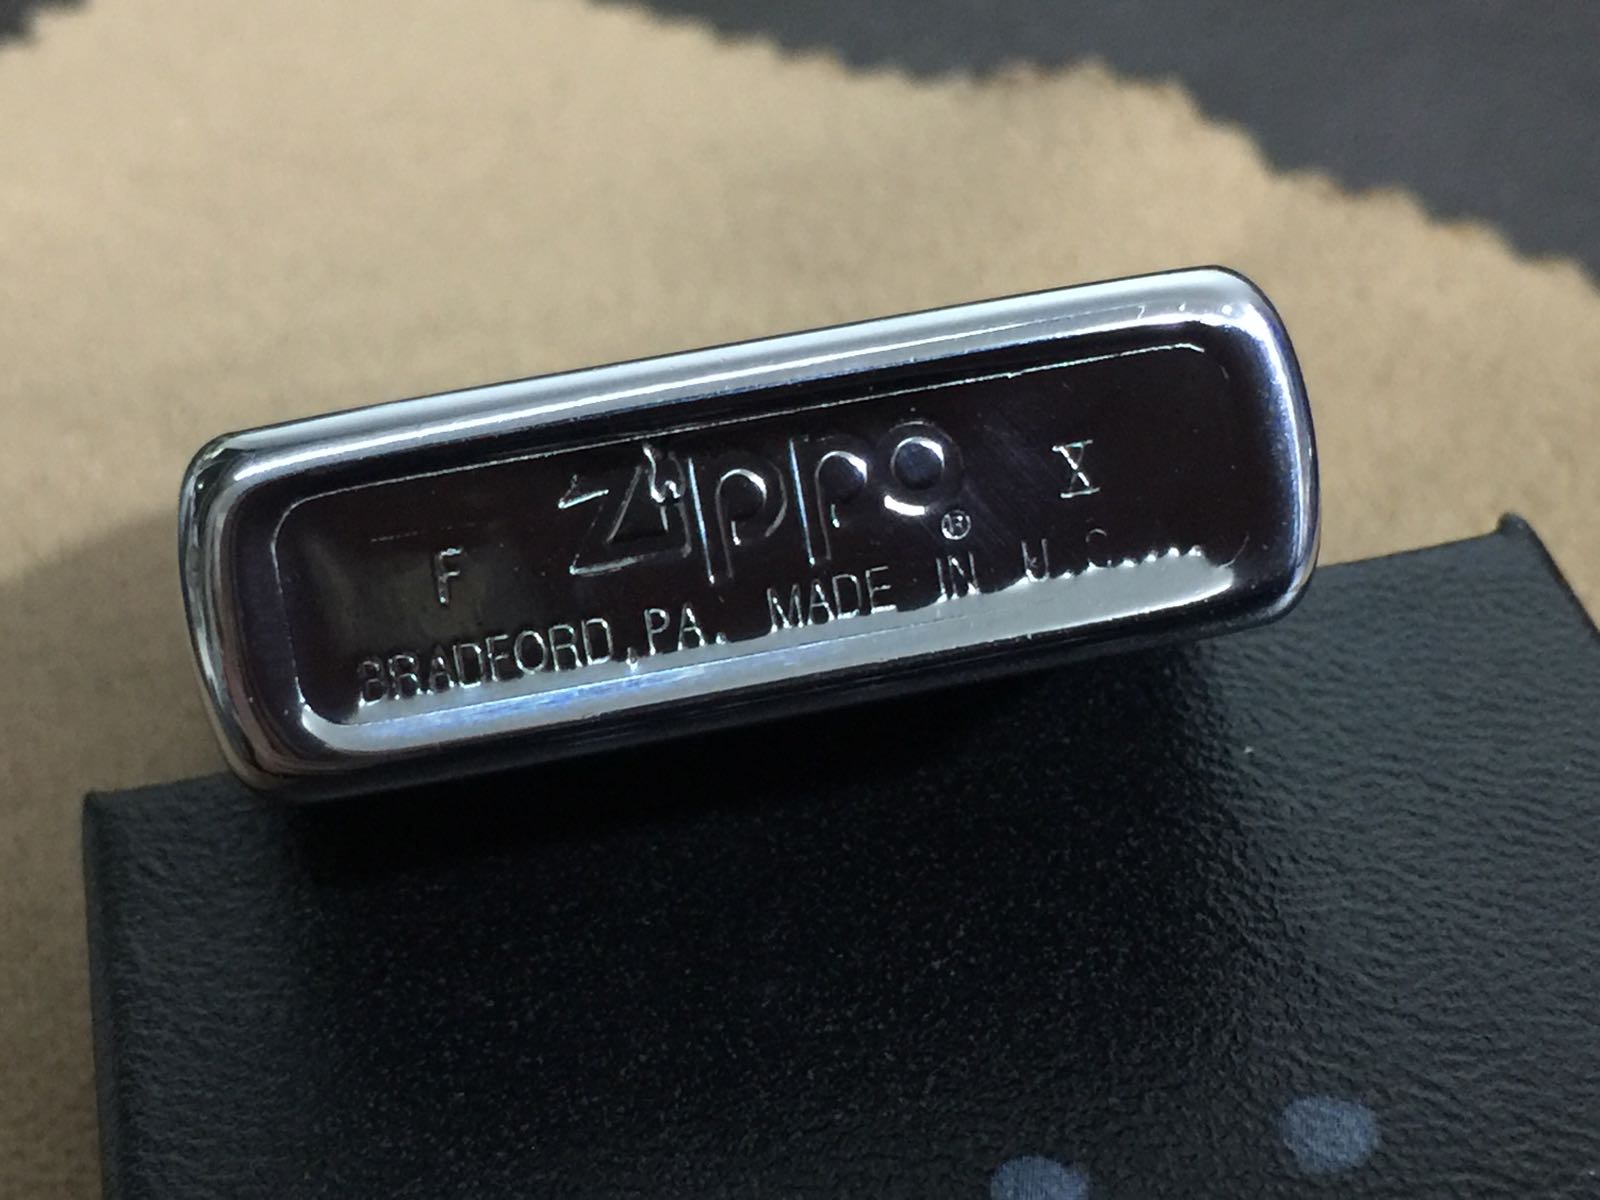 F Zippo® X
BRADFORD, PA. MADE IN